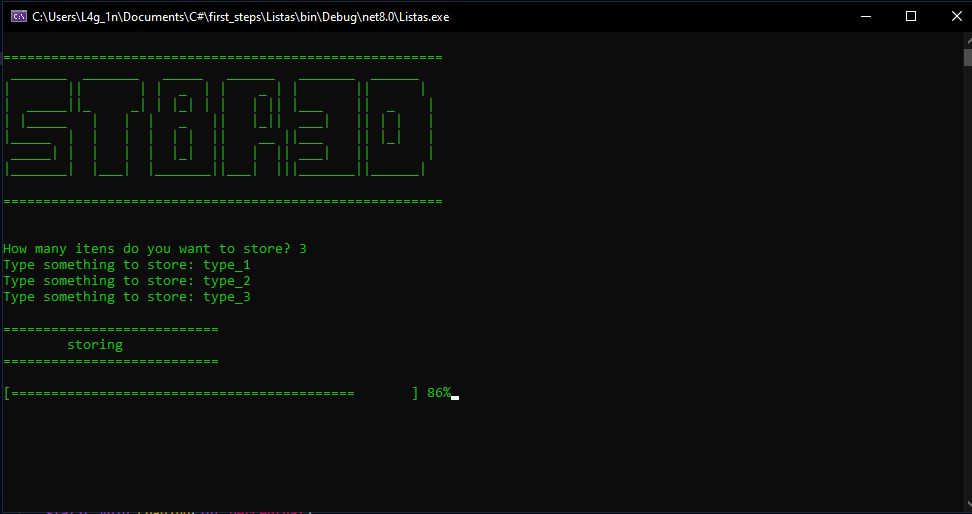 C:\Users\L4g_1n\Documents\C#\first_steps\Listas\bin\Debug\net8.0\Listas.exe
=======================================================
ST8R3D
=======================================================
How many itens do you want to store? 3
Type something to store: type_1
Type something to store: type_2
Type something to store: type_3
===========================
storing
===========================
[===========================================       ] 86%